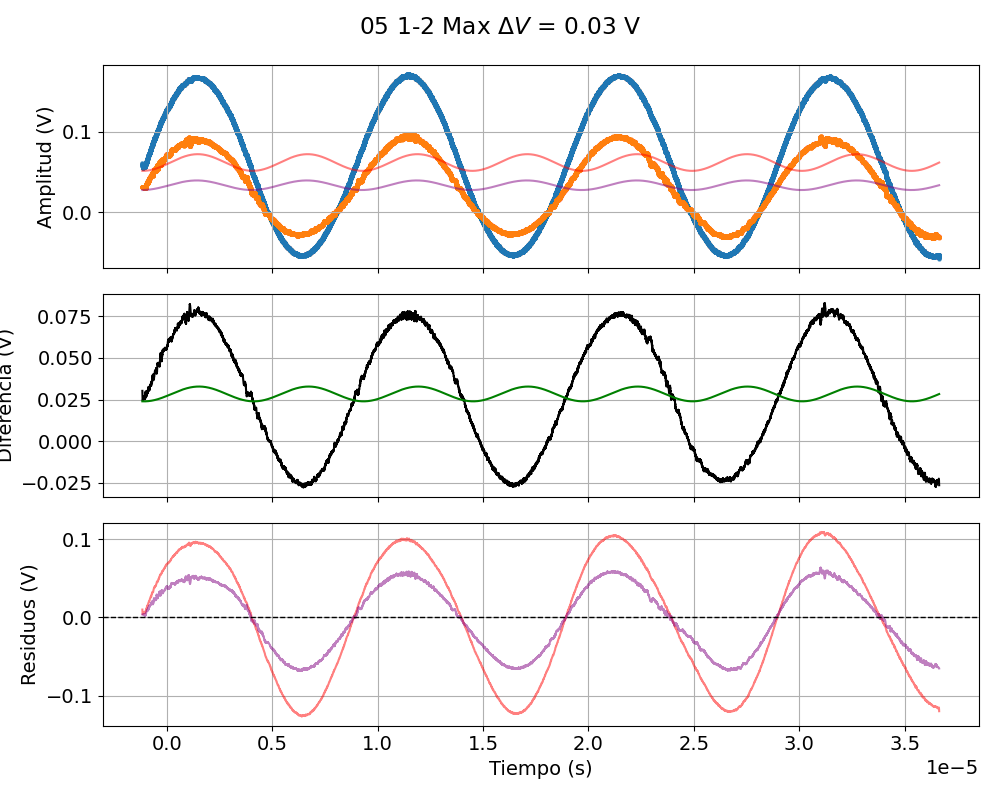 05 1-2 Max ΔV = 0.03 V
Amplitud (V)
0.1
0.0
Diferencia (V)
0.075
0.050
0.025
0.000
−0.025
Residuos (V)
0.1
0.0
−0.1
0.0 0.5 1.0 1.5 2.0 2.5 3.0 3.5
Tiempo (s)
1e−5